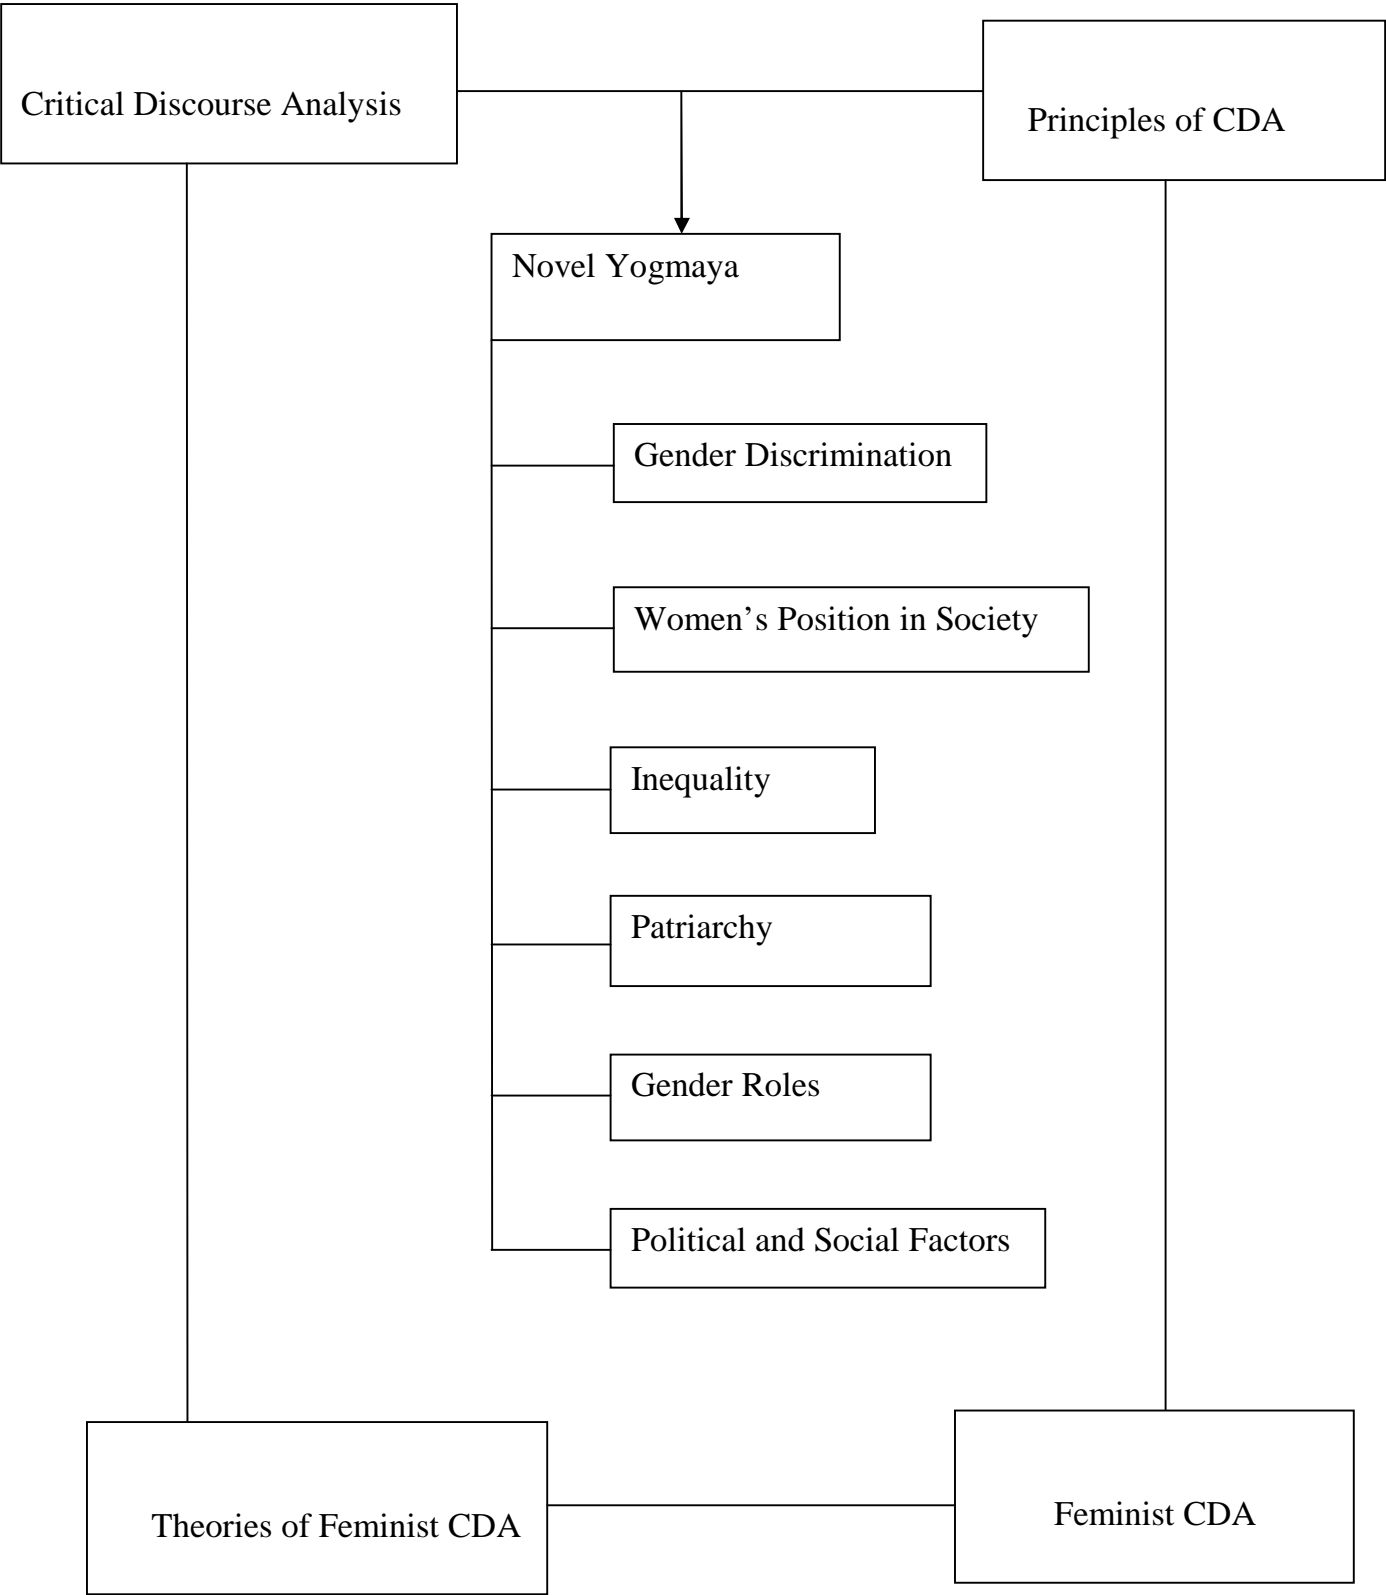 Critical Discourse Analysis
Principles of CDA
Novel Yogmaya
Gender Discrimination
Women’s Position in Society
Inequality
Patriarchy
Gender Roles
Political and Social Factors
Theories of Feminist CDA
Feminist CDA